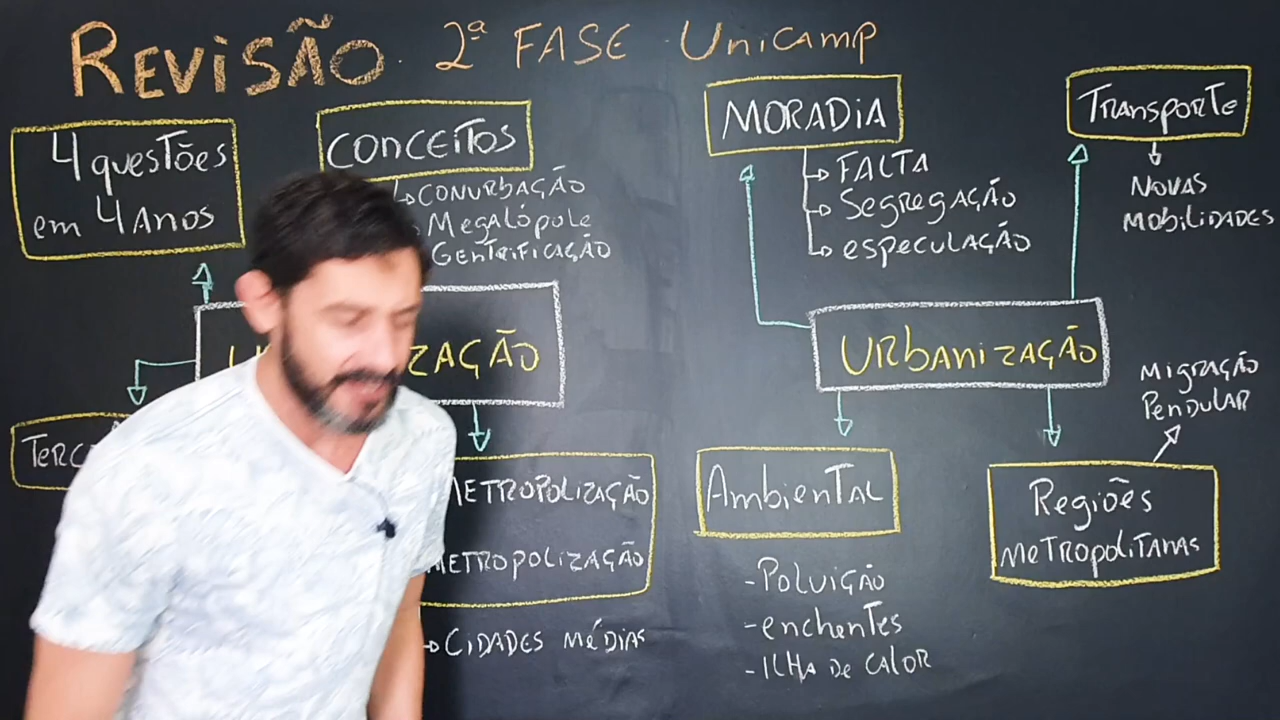 REVISÃO 2ª FASE Unicamp
4 questões
em 4 Anos
CONCEITOS
CONURBAÇÃO
Megalópole
GENTRIFICAÇÃO
ZAÇÃO
TERC
METROPOLIZAÇÃO
METROPOLIZAÇÃO
CIDADES MÉDIAS
MORADIA
FALTA
SegregAÇÃO
especulAÇÃO
Transporte
NOVAS
MOBILIDADES
URbanizAÇÃO
MigRAÇÃO
Pendular
AmbienTAL
-Poluição
-enchentes
-ILHA de CALOR
Regiões
METROPOLITANAS